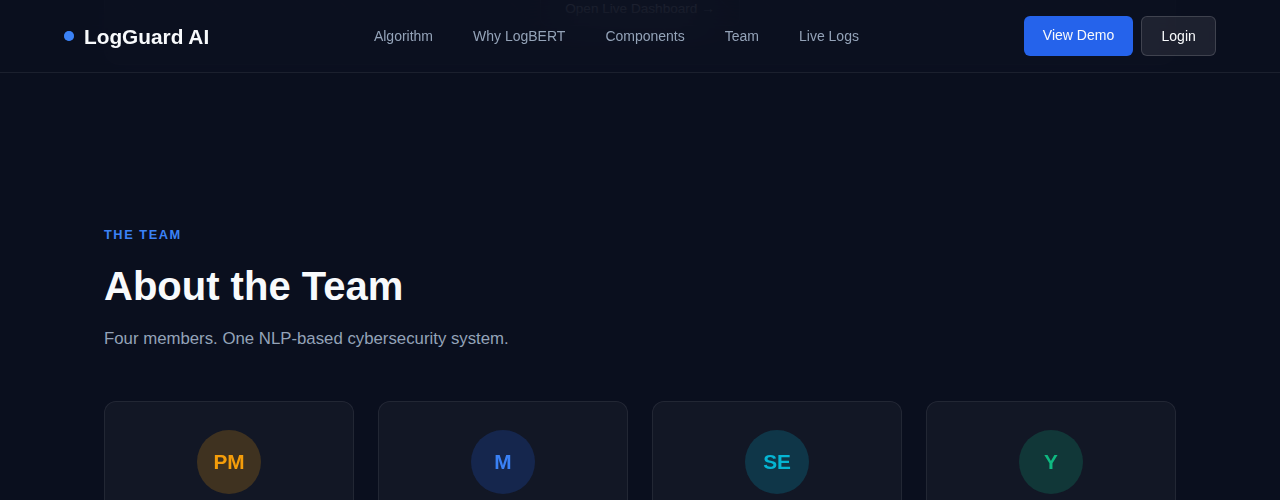 Open Live Dashboard →
LogGuard AI
Algorithm
Why LogBERT
Components
Team
Live Logs
View Demo
Login
THE TEAM
About the Team
Four members. One NLP-based cybersecurity system.
PM
M
SE
Y